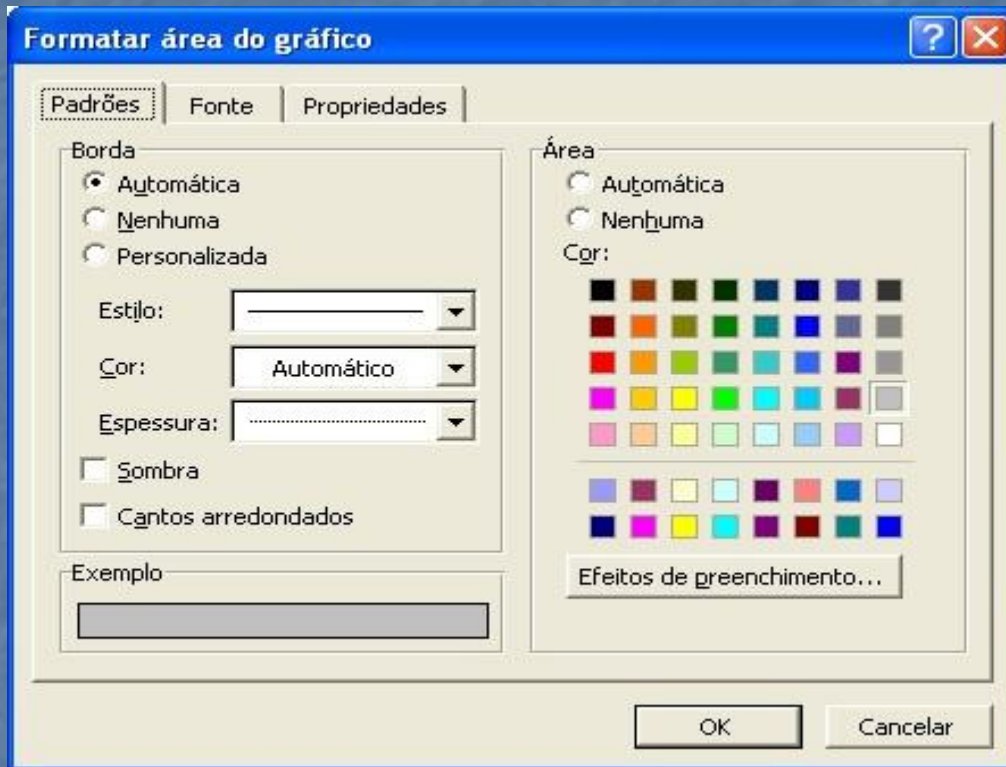 Formatar área do gráfico
Padrões Fonte Propriedades
Borda
Automática
Nenhuma
Personalizada
Estilo:
Cor: Automático
Espessura:
Sombra
Cantos arredondados
Exemplo
Área
Automática
Nenhuma
Cor:
Efeitos de preenchimento...
OK Cancelar